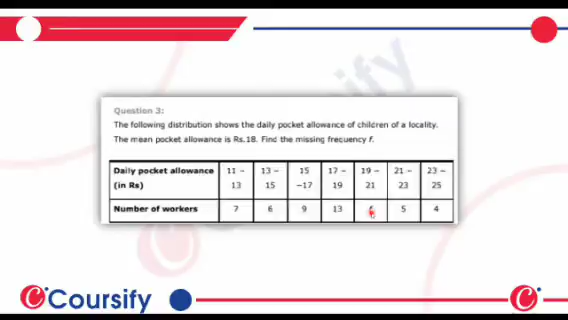 Coursify
Question 3:
The following distribution shows the daily pocket allowance of children of a locality.
The mean pocket allowance is Rs.18. Find the missing frecuency f.
Daily pocket allowance 11 – 13 – 15 17 – 19 – 21 – 23 –
(in Rs) 13 15 –17 19 21 23 25
Number of workers 7 6 9 13 5 4
Coursify